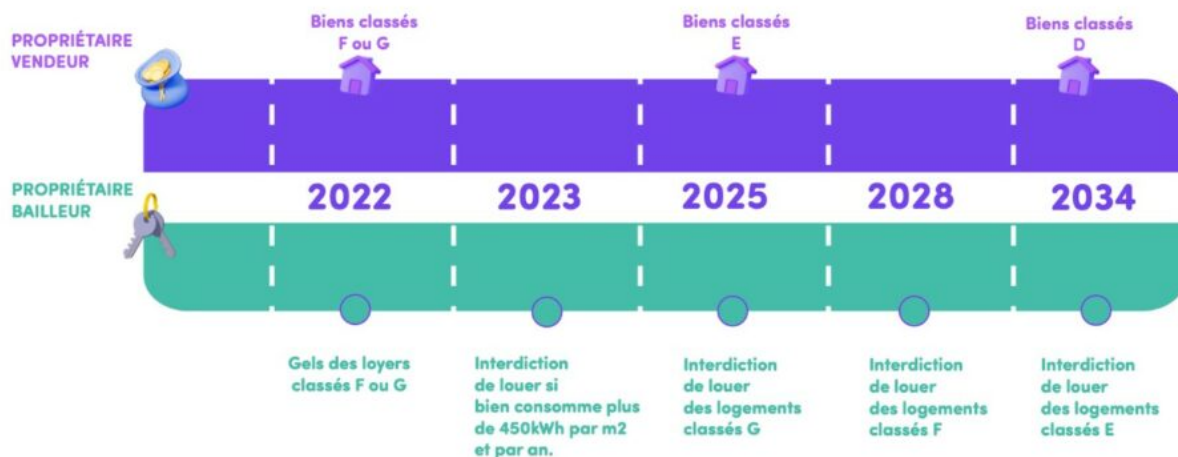 PROPRIÉTAIRE
VENDEUR
Biens classés
F ou G
Biens classés
E
Biens classés
D
PROPRIÉTAIRE
BAILLEUR
2022
2023
2025
2028
2034
Gels des loyers
classés F ou G
Interdiction
de louer si
bien consomme plus
de 450kWh par m2
et par an.
Interdiction
de louer
des logements
classés G
Interdiction
de louer
des logements
classés F
Interdiction
de louer
des logements
classés E